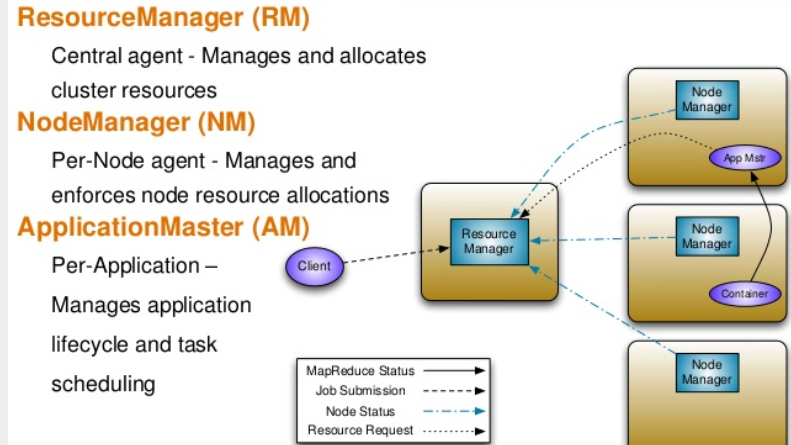 ResourceManager (RM)
Central agent - Manages and allocates
cluster resources
NodeManager (NM)
Per-Node agent - Manages and
enforces node resource allocations
ApplicationMaster (AM)
Per-Application –
Manages application
lifecycle and task
scheduling
Client
Resource
Manager
Node
Manager
App Mstr
Node
Manager
Container
Node
Manager
MapReduce Status
Job Submission
Node Status
Resource Request